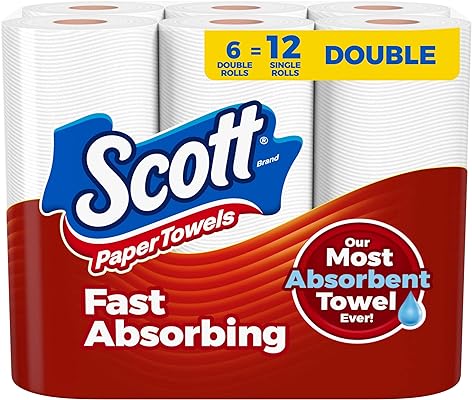 6 = 12 DOUBLE
DOUBLE ROLLS SINGLE ROLLS
Scott®
Brand
Paper Towels
Fast
Absorbing
Our
Most
Absorbent
Towel
Ever!